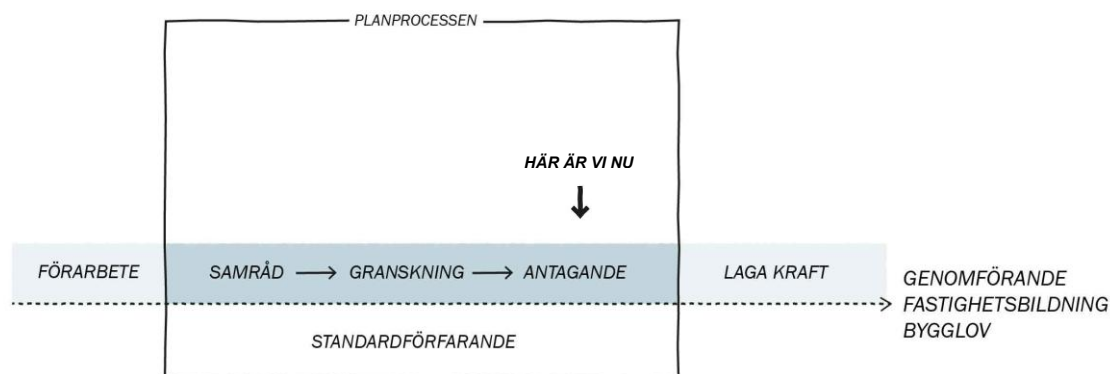 PLANPROCESSEN
HÄR ÄR VI NU
FÖRARBETE
SAMRÅD
GRANSKNING
ANTAGANDE
LAGA KRAFT
GENOMFÖRANDE
FASTIGHETSBILDNING
BYGGLOV
STANDARDFÖRFARANDE